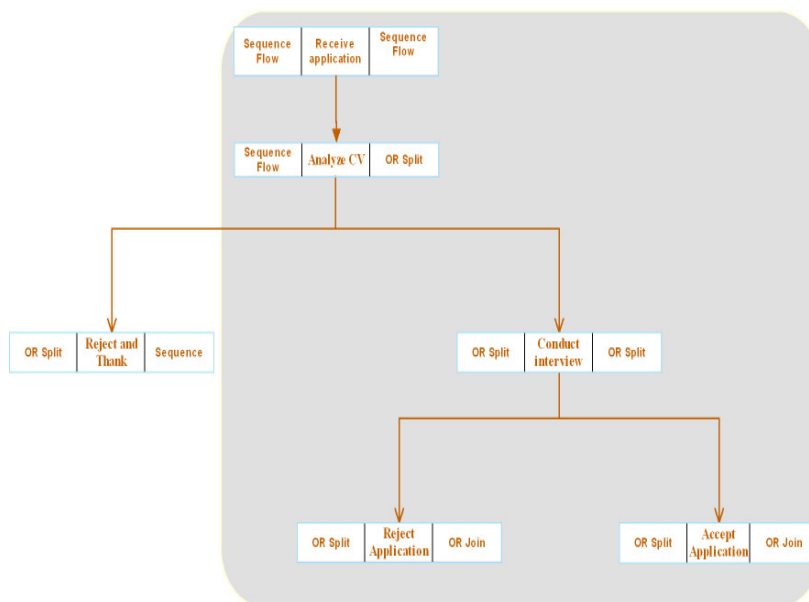 Sequence
Flow
Receive
application
Sequence
Flow
Sequence
Flow
Analyze CV
OR Split
OR Split
Reject and
Thank
Sequence
OR Split
Conduct
interview
OR Split
OR Split
Reject
Application
OR Join
OR Split
Accept
Application
OR Join